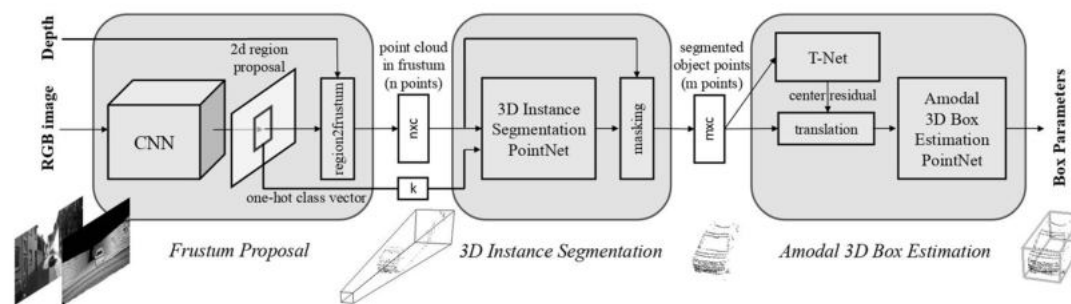 Depth
RGB image
CNN
2d region
proposal
region2frustum
one-hot class vector
Frustum Proposal
point cloud
in frustum
(n points)
nxc
k
3D Instance
Segmentation
PointNet
masking
3D Instance Segmentation
segmented
object points
(m points)
mxc
T-Net
center residual
translation
Amodal
3D Box
Estimation
PointNet
Amodal 3D Box Estimation
Box Parameters